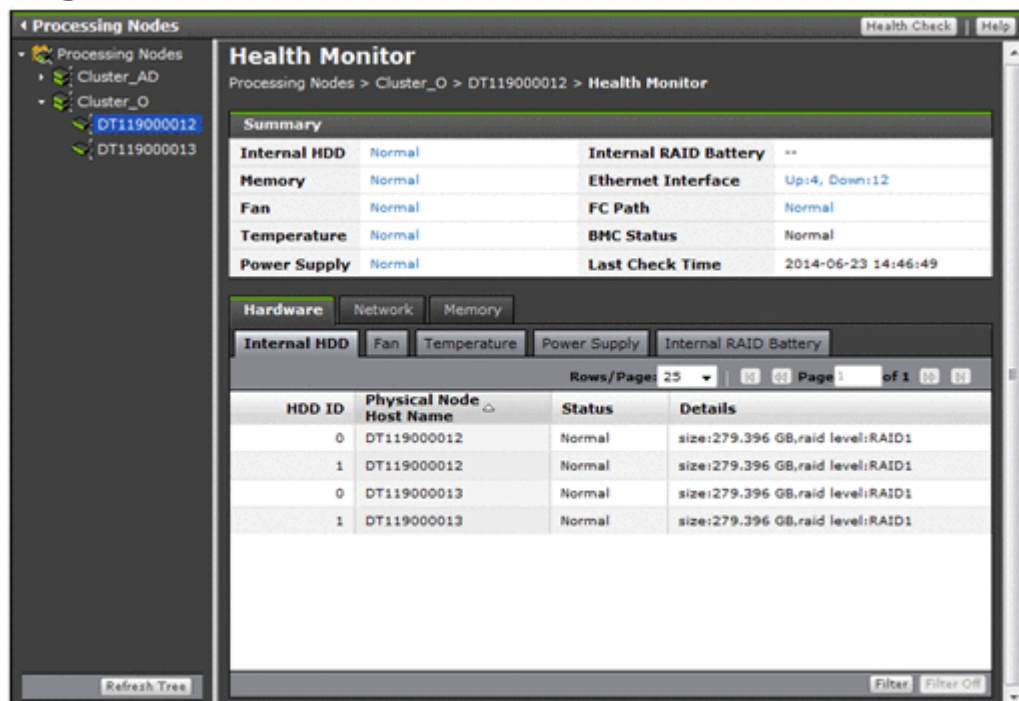 Processing Nodes Health Check | Help
Processing Nodes
Cluster_AD
Cluster_O
DT119000012
DT119000013
Refresh Tree
Health Monitor
Processing Nodes > Cluster_O > DT119000012 > Health Monitor
Summary
Internal HDD Normal Internal RAID Battery --
Memory Normal Ethernet Interface Up:4, Down:12
Fan Normal FC Path Normal
Temperature Normal BMC Status Normal
Power Supply Normal Last Check Time 2014-06-23 14:46:49
Hardware Network Memory
Internal HDD Fan Temperature Power Supply Internal RAID Battery
Rows/Page: 25 | Page 1 of 1
HDD ID Physical Node Host Name Status Details
0 DT119000012 Normal size:279.396 GB,raid level:RAID1
1 DT119000012 Normal size:279.396 GB,raid level:RAID1
0 DT119000013 Normal size:279.396 GB,raid level:RAID1
1 DT119000013 Normal size:279.396 GB,raid level:RAID1
Filter Filter Off